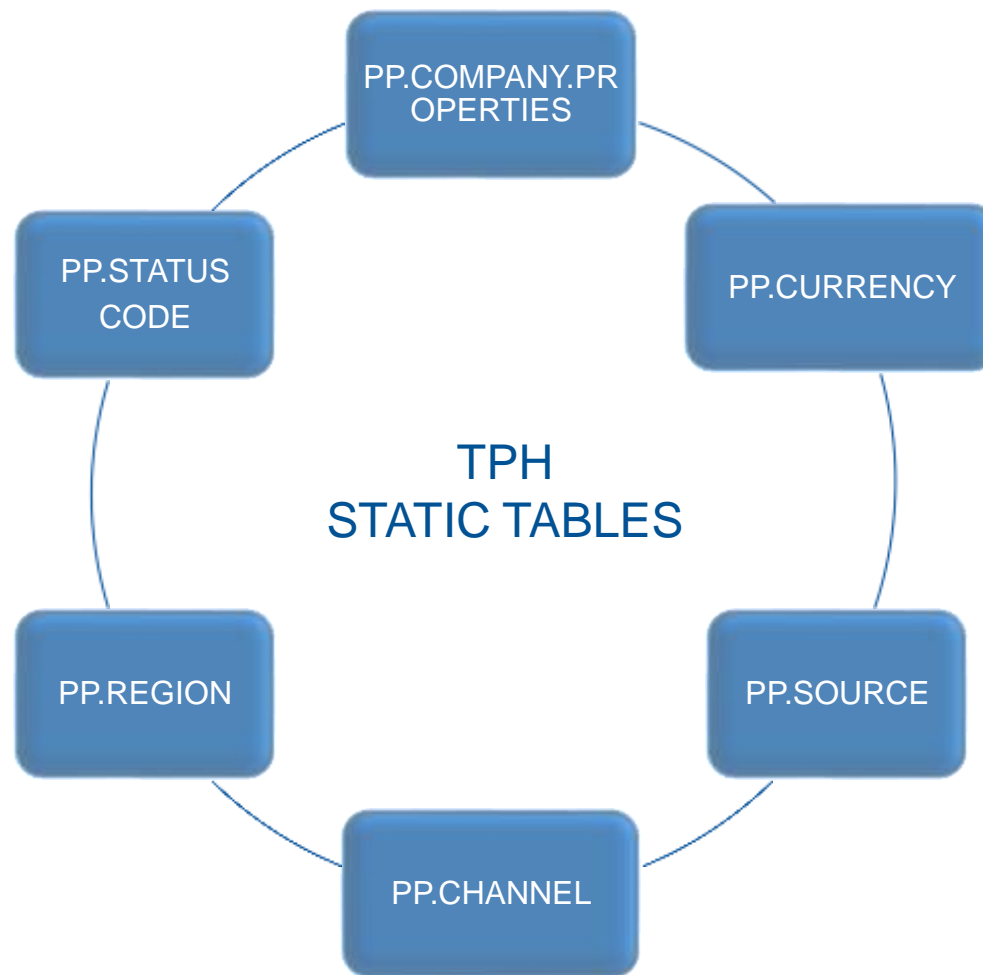 PP.COMPANY.PR
OPERTIES
PP.STATUS
CODE
PP.CURRENCY
TPH
STATIC TABLES
PP.REGION
PP.SOURCE
PP.CHANNEL